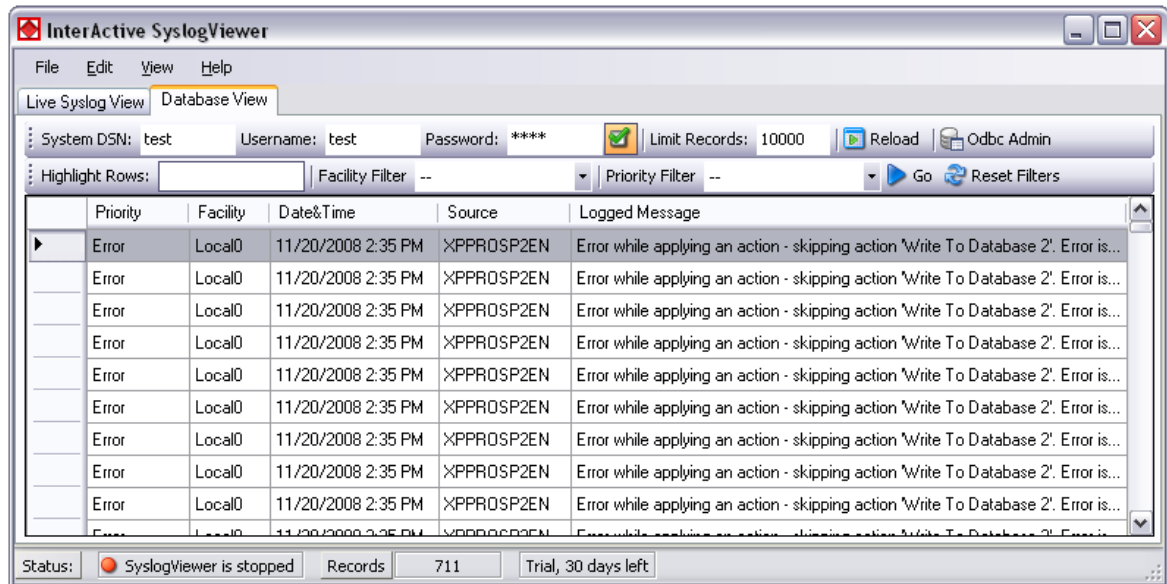 InterActive SyslogViewer
File Edit View Help
Live Syslog View Database View
System DSN: test Username: test Password: **** Limit Records: 10000 Reload Odbc Admin
Highlight Rows: Facility Filter -- Priority Filter -- Go Reset Filters
Priority Facility Date&Time Source Logged Message
Error Local0 11/20/2008 2:35 PM XPPROSP2EN Error while applying an action - skipping action 'Write To Database 2'. Error is...
Error Local0 11/20/2008 2:35 PM XPPROSP2EN Error while applying an action - skipping action 'Write To Database 2'. Error is...
Error Local0 11/20/2008 2:35 PM XPPROSP2EN Error while applying an action - skipping action 'Write To Database 2'. Error is...
Error Local0 11/20/2008 2:35 PM XPPROSP2EN Error while applying an action - skipping action 'Write To Database 2'. Error is...
Error Local0 11/20/2008 2:35 PM XPPROSP2EN Error while applying an action - skipping action 'Write To Database 2'. Error is...
Error Local0 11/20/2008 2:35 PM XPPROSP2EN Error while applying an action - skipping action 'Write To Database 2'. Error is...
Error Local0 11/20/2008 2:35 PM XPPROSP2EN Error while applying an action - skipping action 'Write To Database 2'. Error is...
Error Local0 11/20/2008 2:35 PM XPPROSP2EN Error while applying an action - skipping action 'Write To Database 2'. Error is...
Error Local0 11/20/2008 2:35 PM XPPROSP2EN Error while applying an action - skipping action 'Write To Database 2'. Error is...
Status: SyslogViewer is stopped Records 711 Trial, 30 days left